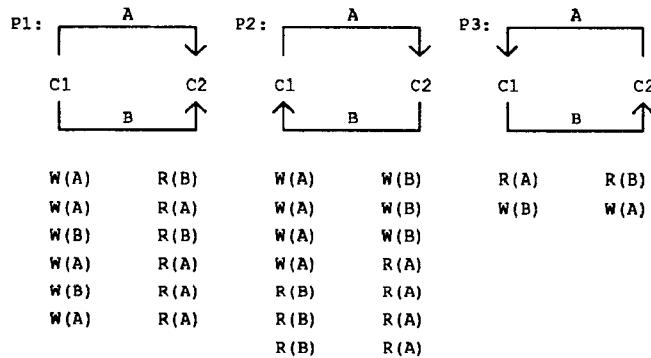 P1: A P2: A P3: A
C1 C2 C1 C2 C1 C2
B B B
W(A) R(B) W(A) W(B) R(A) R(B)
W(A) R(A) W(A) W(B) W(B) W(A)
W(B) R(B) W(A) W(B)
W(A) R(A) W(A) R(A)
W(B) R(A) R(B) R(A)
W(A) R(A) R(B) R(A)
R(B) R(A)